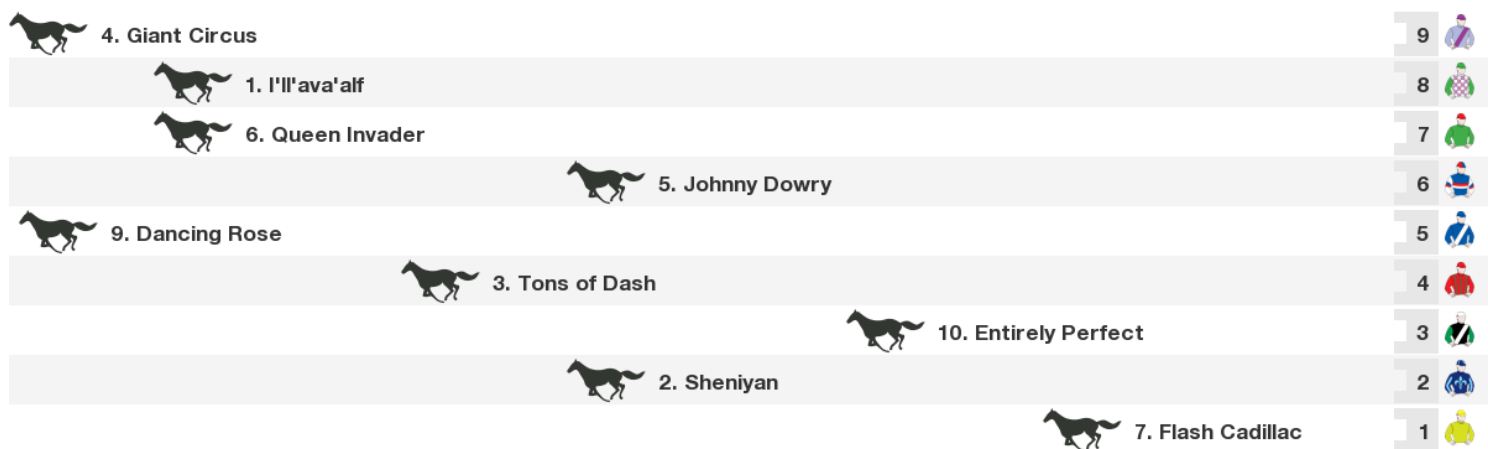 4. Giant Circus 9
1. I'll'ava'alf 8
6. Queen Invader 7
5. Johnny Dowry 6
9. Dancing Rose 5
3. Tons of Dash 4
10. Entirely Perfect 3
2. Sheniyan 2
7. Flash Cadillac 1